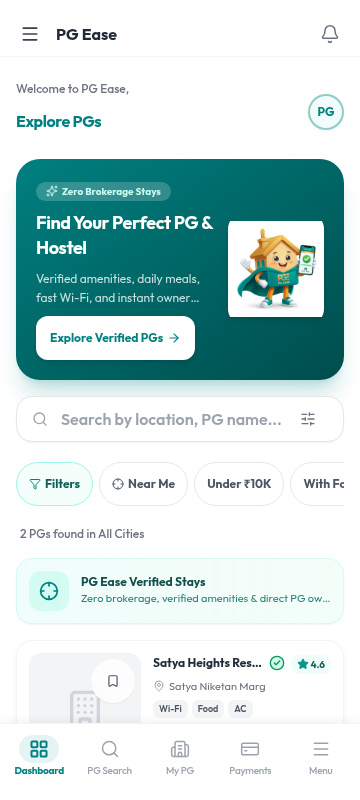 PG Ease
Welcome to PG Ease,
Explore PGs
PG
Zero Brokerage Stays
Find Your Perfect PG &
Hostel
Verified amenities, daily meals,
fast Wi-Fi, and instant owner...
Explore Verified PGs
Search by location, PG name...
Filters
Near Me
Under ₹10K
With Fo
2 PGs found in All Cities
PG Ease Verified Stays
Zero brokerage, verified amenities & direct PG ow...
Satya Heights Res...
4.6
Satya Niketan Marg
Wi-Fi
Food
AC
Dashboard
PG Search
My PG
Payments
Menu